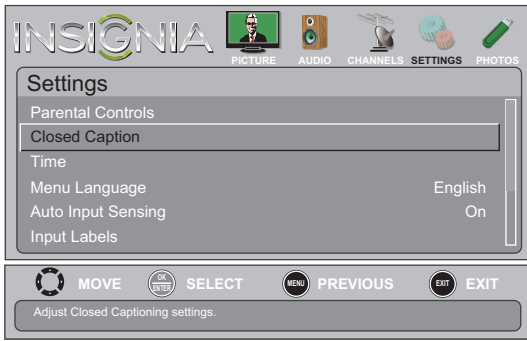 INSIGNIA
PICTURE AUDIO CHANNELS SETTINGS PHOTOS
Settings
Parental Controls
Closed Caption
Time
Menu Language English
Auto Input Sensing On
Input Labels
MOVE OK ENTER SELECT MENU PREVIOUS EXIT EXIT
Adjust Closed Captioning settings.